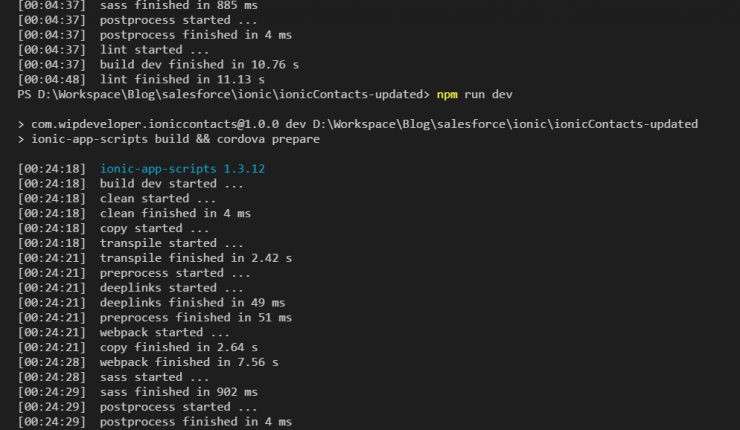 [00:04:37] sass finished in 885 ms
[00:04:37] postprocess started ...
[00:04:37] postprocess finished in 4 ms
[00:04:37] lint started ...
[00:04:37] build dev finished in 10.76 s
[00:04:48] lint finished in 11.13 s
PS D:\Workspace\Blog\salesforce\ionic\ionicContacts-updated> npm run dev
> com.wipdeveloper.ioniccontacts@1.0.0 dev D:\Workspace\Blog\salesforce\ionic\ionicContacts-updated
> ionic-app-scripts build && cordova prepare
[00:24:18] ionic-app-scripts 1.3.12
[00:24:18] build dev started ...
[00:24:18] clean started ...
[00:24:18] clean finished in 4 ms
[00:24:18] copy started ...
[00:24:18] transpile started ...
[00:24:21] transpile finished in 2.42 s
[00:24:21] preprocess started ...
[00:24:21] deeplinks started ...
[00:24:21] deeplinks finished in 49 ms
[00:24:21] preprocess finished in 51 ms
[00:24:21] webpack started ...
[00:24:21] copy finished in 2.64 s
[00:24:28] webpack finished in 7.56 s
[00:24:28] sass started ...
[00:24:29] sass finished in 902 ms
[00:24:29] postprocess started ...
[00:24:29] postprocess finished in 4 ms